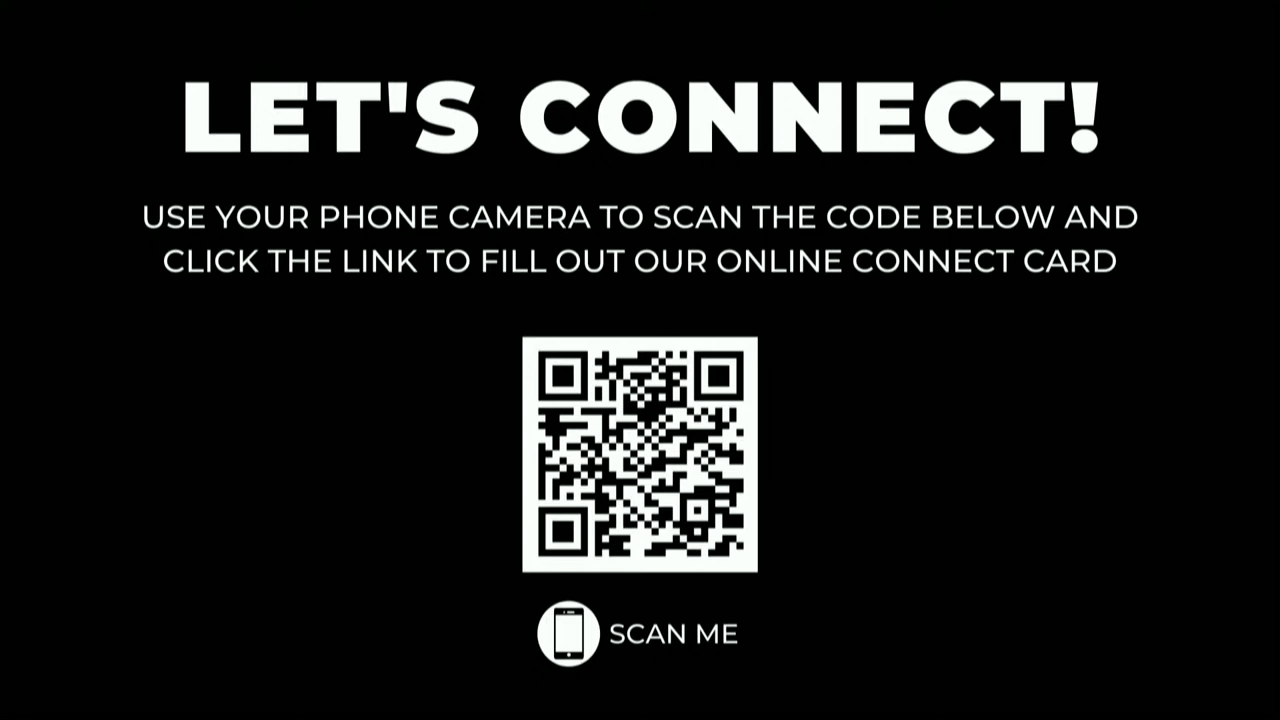 LET'S CONNECT!
USE YOUR PHONE CAMERA TO SCAN THE CODE BELOW AND
CLICK THE LINK TO FILL OUT OUR ONLINE CONNECT CARD
SCAN ME